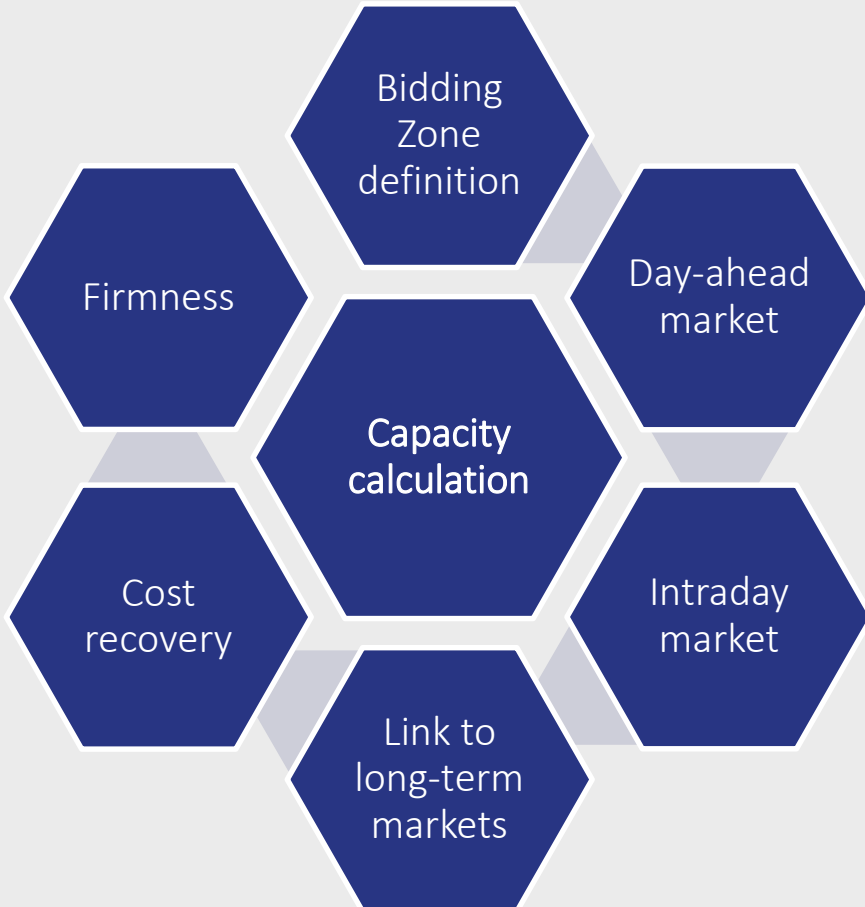 Bidding
Zone
definition
Firmness
Day-ahead
market
Capacity
calculation
Cost
recovery
Intraday
market
Link to
long-term
markets